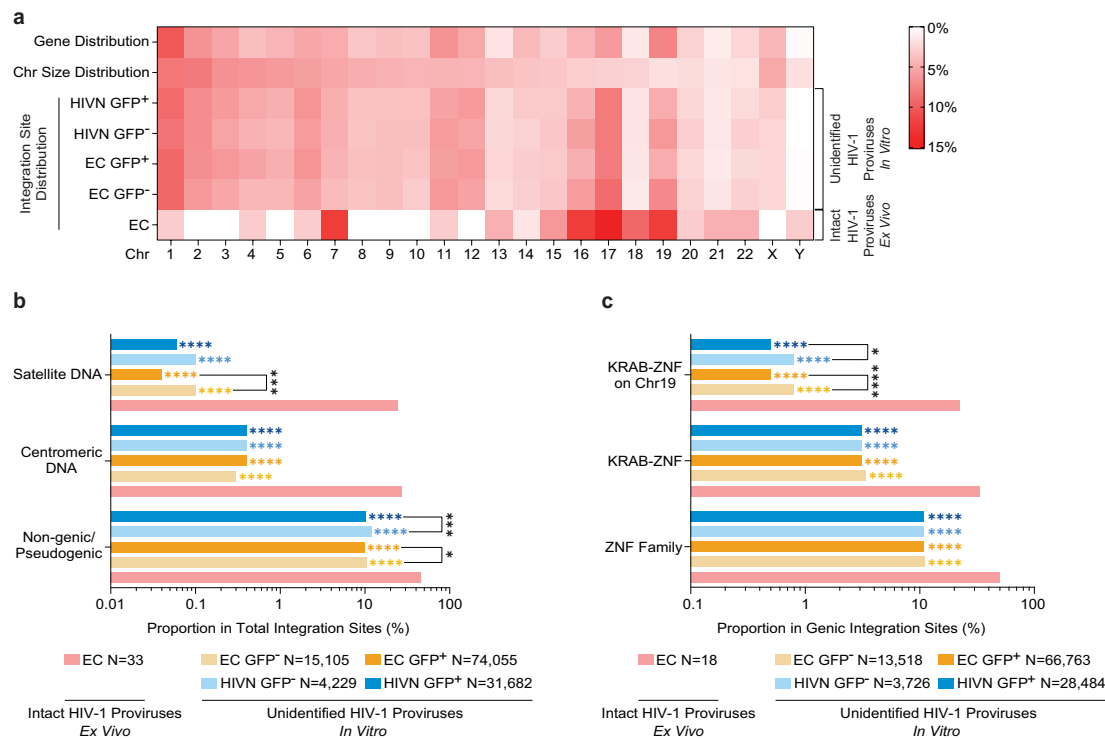 a
Gene Distribution
Chr Size Distribution
HIVN GFP+
HIVN GFP-
EC GFP+
EC GFP-
EC
Integration Site
Distribution
Chr 1 2 3 4 5 6 7 8 9 10 11 12 13 14 15 16 17 18 19 20 21 22 X Y
Unidentified
HIV-1
Proviruses
In Vitro
Intact
HIV-1
Proviruses
Ex Vivo
0%
5%
10%
15%
b
Satellite DNA
Centromeric
DNA
Non-genic/
Pseudogenic
****
****
****
****
***
****
****
****
****
****
****
****
****
***
*
0.01 0.1 1 10 100
Proportion in Total Integration Sites (%)
EC N=33
EC GFP- N=15,105
EC GFP+ N=74,055
HIVN GFP- N=4,229
HIVN GFP+ N=31,682
Intact HIV-1 Proviruses
Ex Vivo
Unidentified HIV-1 Proviruses
In Vitro
c
KRAB-ZNF
on Chr19
KRAB-ZNF
ZNF Family
****
****
****
****
*
****
****
****
****
****
****
****
****
****
0.1 1 10 100
Proportion in Genic Integration Sites (%)
EC N=18
EC GFP- N=13,518
EC GFP+ N=66,763
HIVN GFP- N=3,726
HIVN GFP+ N=28,484
Intact HIV-1 Proviruses
Ex Vivo
Unidentified HIV-1 Proviruses
In Vitro